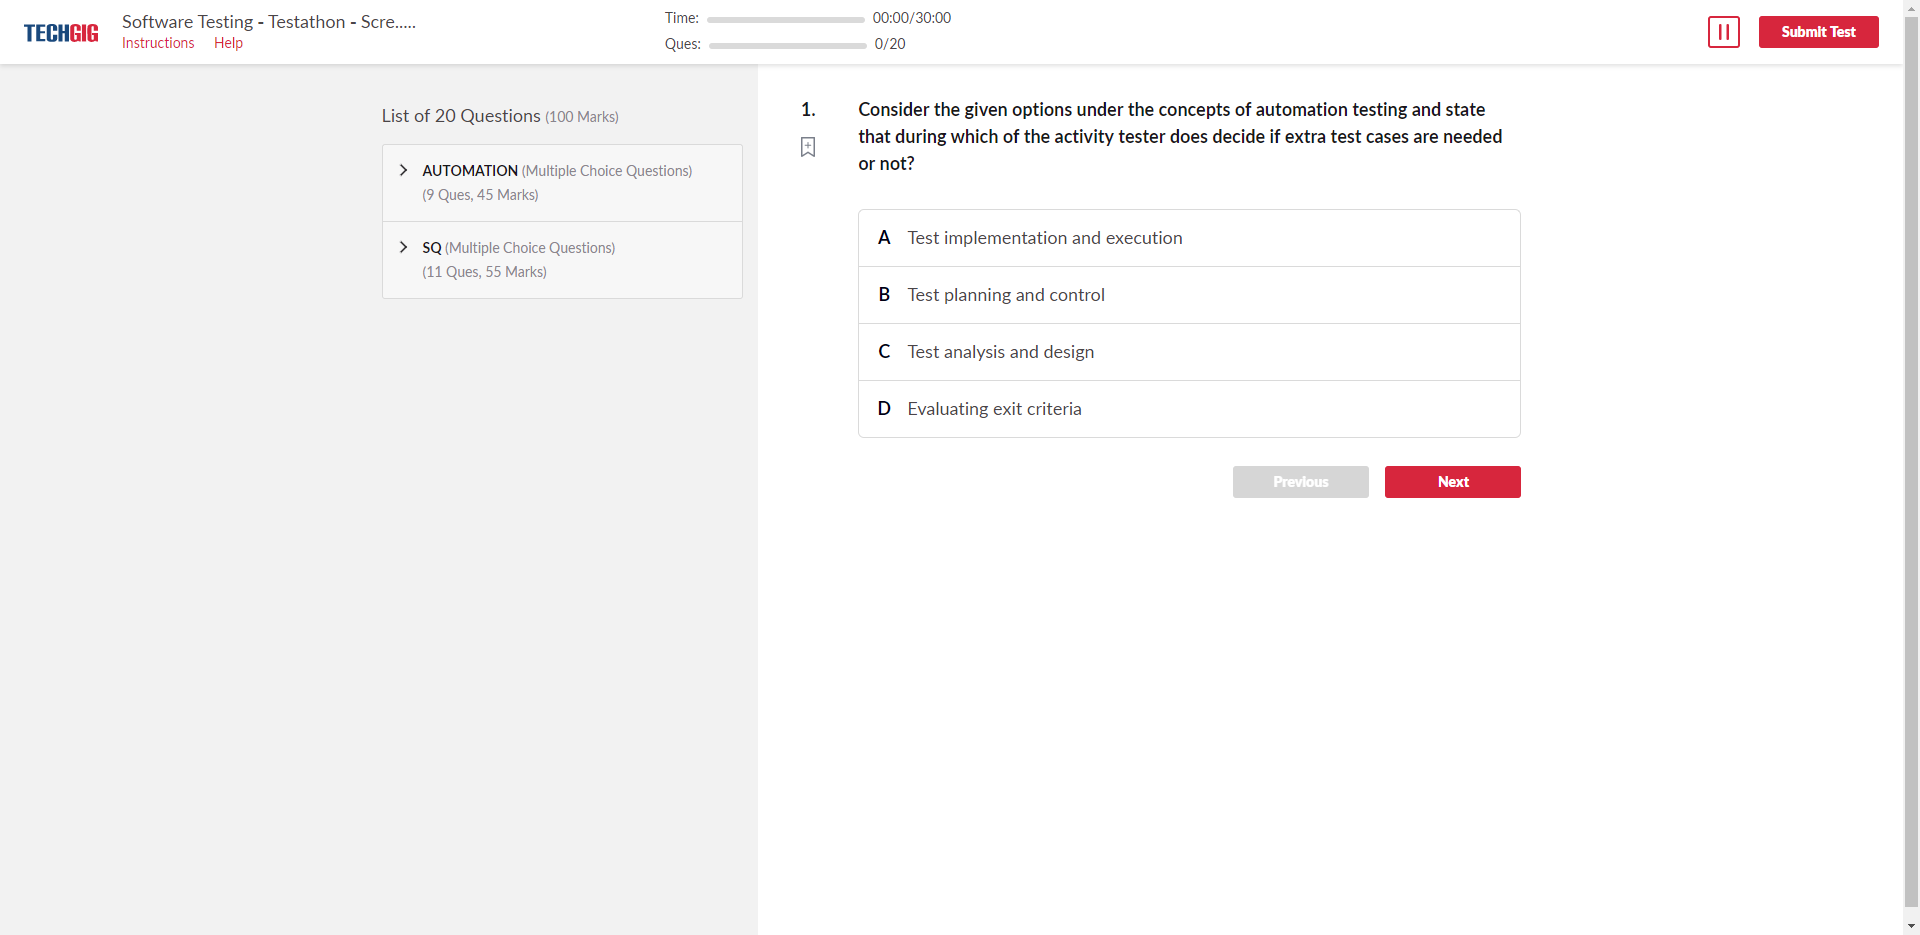 TECHGIG
Software Testing - Testathon - Scre.....
Instructions Help
Time: 00:00/30:00
Ques: 0/20
Submit Test
List of 20 Questions (100 Marks)
AUTOMATION (Multiple Choice Questions)
(9 Ques, 45 Marks)
SQ (Multiple Choice Questions)
(11 Ques, 55 Marks)
1. Consider the given options under the concepts of automation testing and state
that during which of the activity tester does decide if extra test cases are needed
or not?
A Test implementation and execution
B Test planning and control
C Test analysis and design
D Evaluating exit criteria
Previous Next